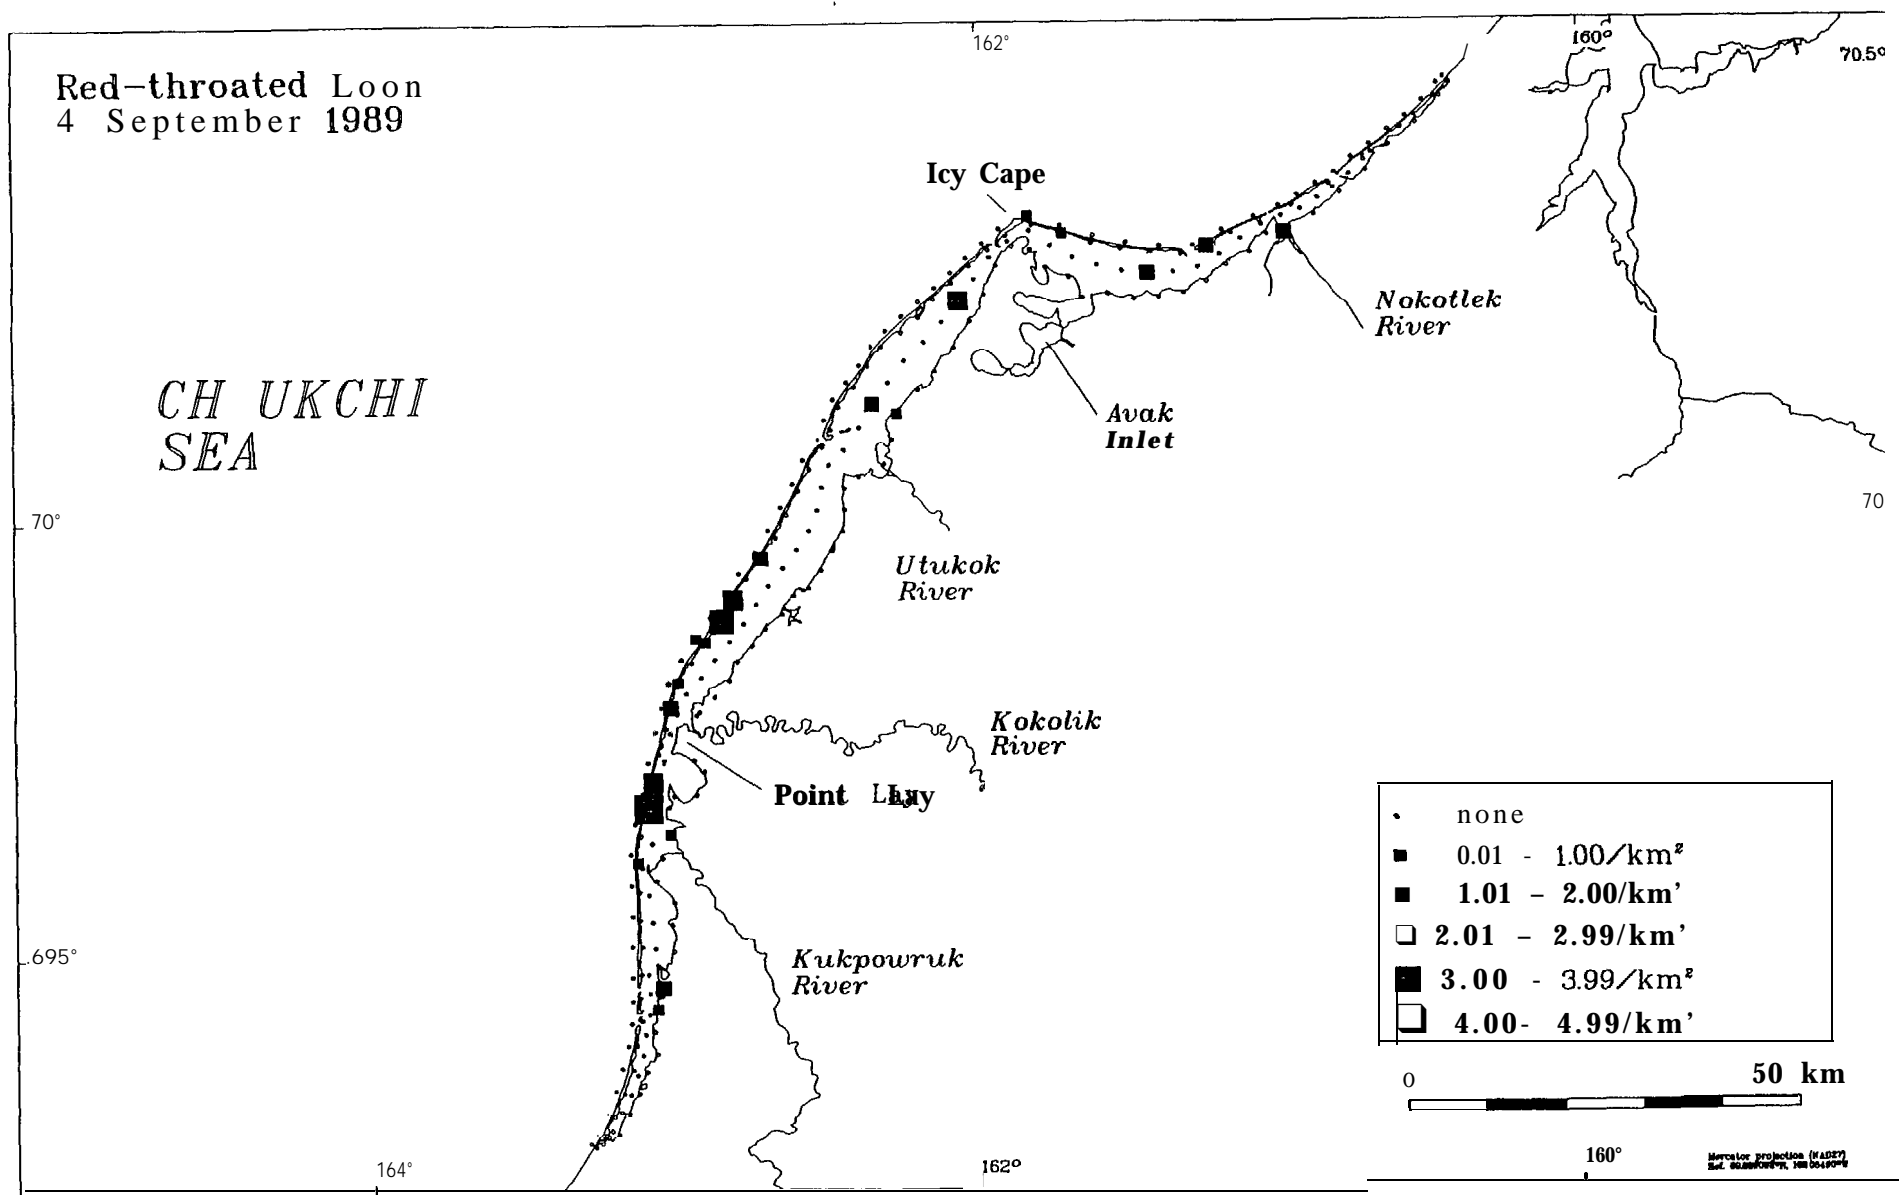 162°
160°
70.5°
Red-throated Loon
4 September 1989
Icy Cape
Nokotlek
River
CH UKCHI
SEA
Avak
Inlet
70°
70
Utukok
River
Kokolik
River
Point Lay
none
0.01 - 1.00/km²
1.01 - 2.00/km'
2.01 - 2.99/km'
3.00 - 3.99/km²
4.00- 4.99/km'
.695°
Kukpowruk
River
0 50 km
164°
162°
160°
Mercator projection (NAD27)